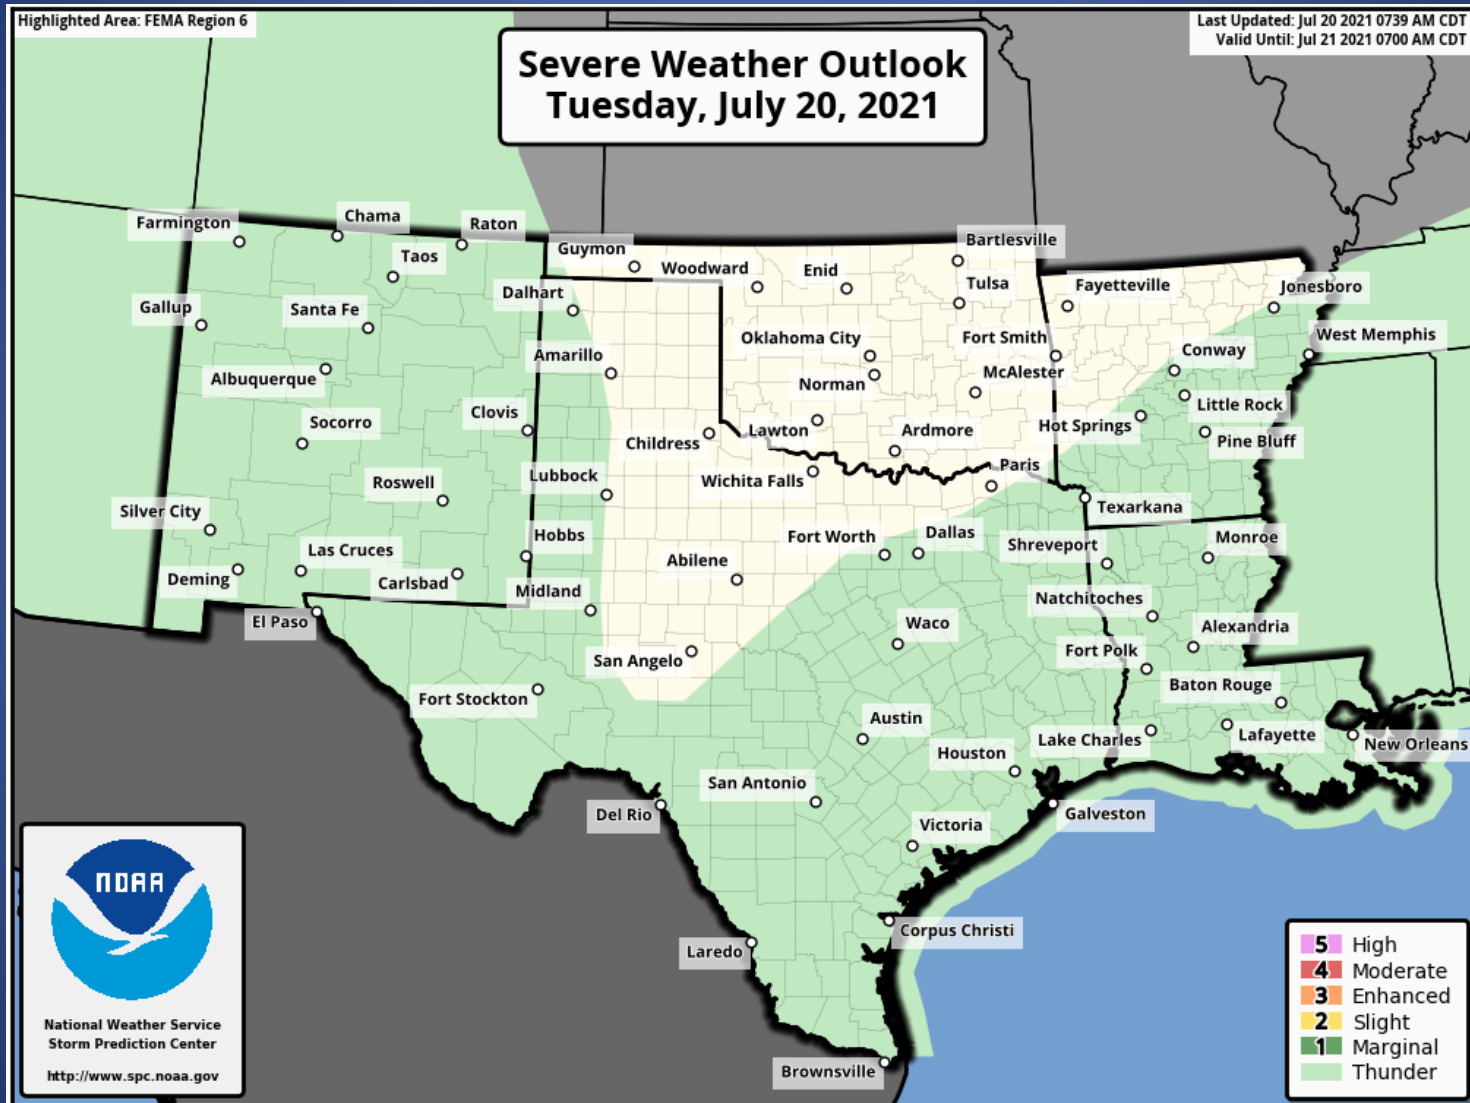 Highlighted Area: FEMA Region 6
Last Updated: Jul 20 2021 0739 AM CDT
Valid Until: Jul 21 2021 0700 AM CDT
Severe Weather Outlook
Tuesday, July 20, 2021
Farmington
Chama
Raton
Taos
Guymon
Woodward
Enid
Bartlesville
Tulsa
Fayetteville
Jonesboro
Gallup
Santa Fe
Dalhart
Albuquerque
Amarillo
Oklahoma City
Norman
Fort Smith
McAlester
Conway
West Memphis
Little Rock
Socorro
Clovis
Childress
Lawton
Ardmore
Hot Springs
Pine Bluff
Roswell
Lubbock
Wichita Falls
Paris
Texarkana
Silver City
Las Cruces
Hobbs
Fort Worth
Dallas
Shreveport
Monroe
Deming
Carlsbad
Midland
Abilene
Natchitoches
El Paso
Waco
Alexandria
San Angelo
Fort Polk
Fort Stockton
Baton Rouge
Austin
Houston
Lake Charles
Lafayette
New Orleans
San Antonio
Del Rio
Victoria
Galveston
Corpus Christi
Laredo
Brownsville
NOAA
National Weather Service
Storm Prediction Center
http://www.spc.noaa.gov
5 High
4 Moderate
3 Enhanced
2 Slight
1 Marginal
Thunder